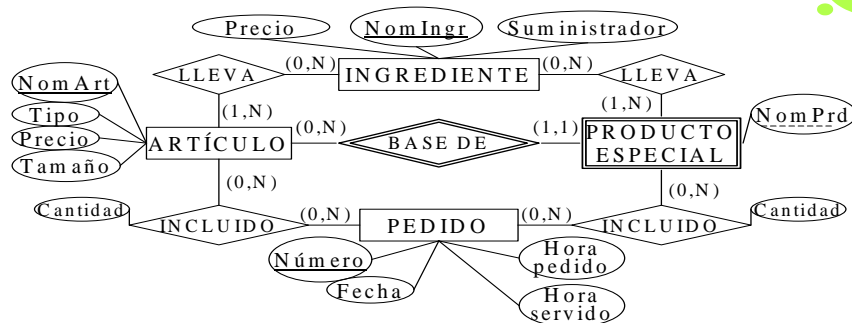 Precio
NomIngr
Suministrador
LLEVA
(0,N)
INGREDIENTE
(0,N)
LLEVA
NomArt
Tipo
Precio
Tamaño
(1,N)
(1,N)
ARTÍCULO
(0,N)
BASE DE
(1,1)
PRODUCTO
ESPECIAL
NomPrd
(0,N)
(0,N)
Cantidad
INCLUIDO
(0,N)
PEDIDO
(0,N)
INCLUIDO
Cantidad
Número
Fecha
Hora
pedido
Hora
servido